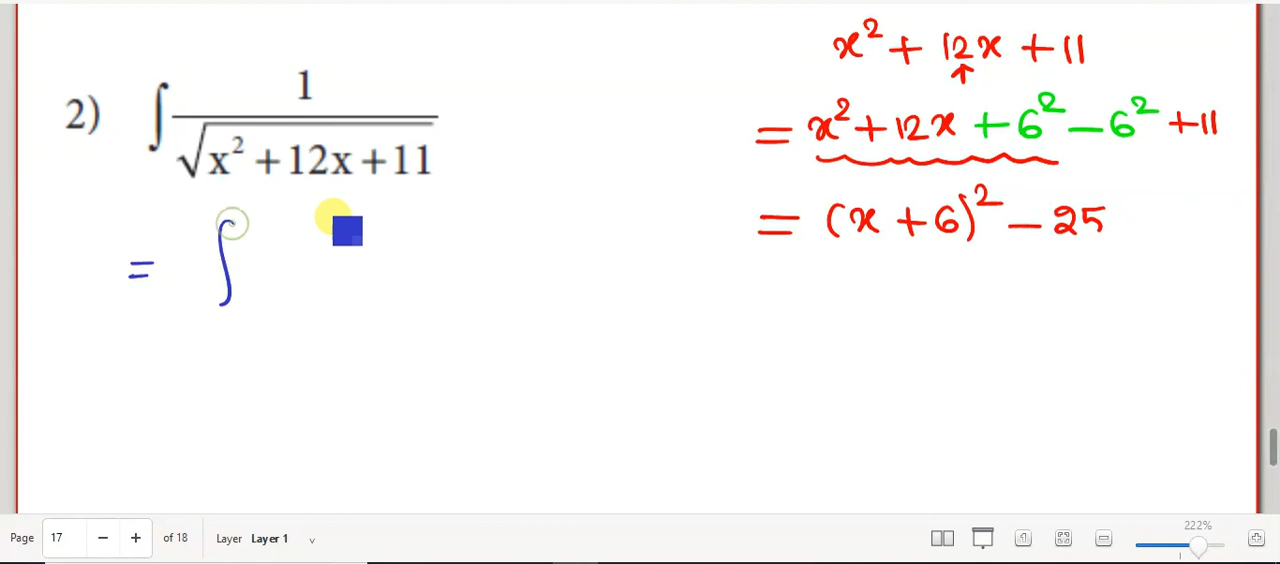 2) ∫ 1 / √(x² + 12x + 11)
= ∫
x² + 12x + 11
↑
= x² + 12x + 6² − 6² + 11
= (x + 6)² − 25
Page 17 − + of 18 Layer Layer 1 222%